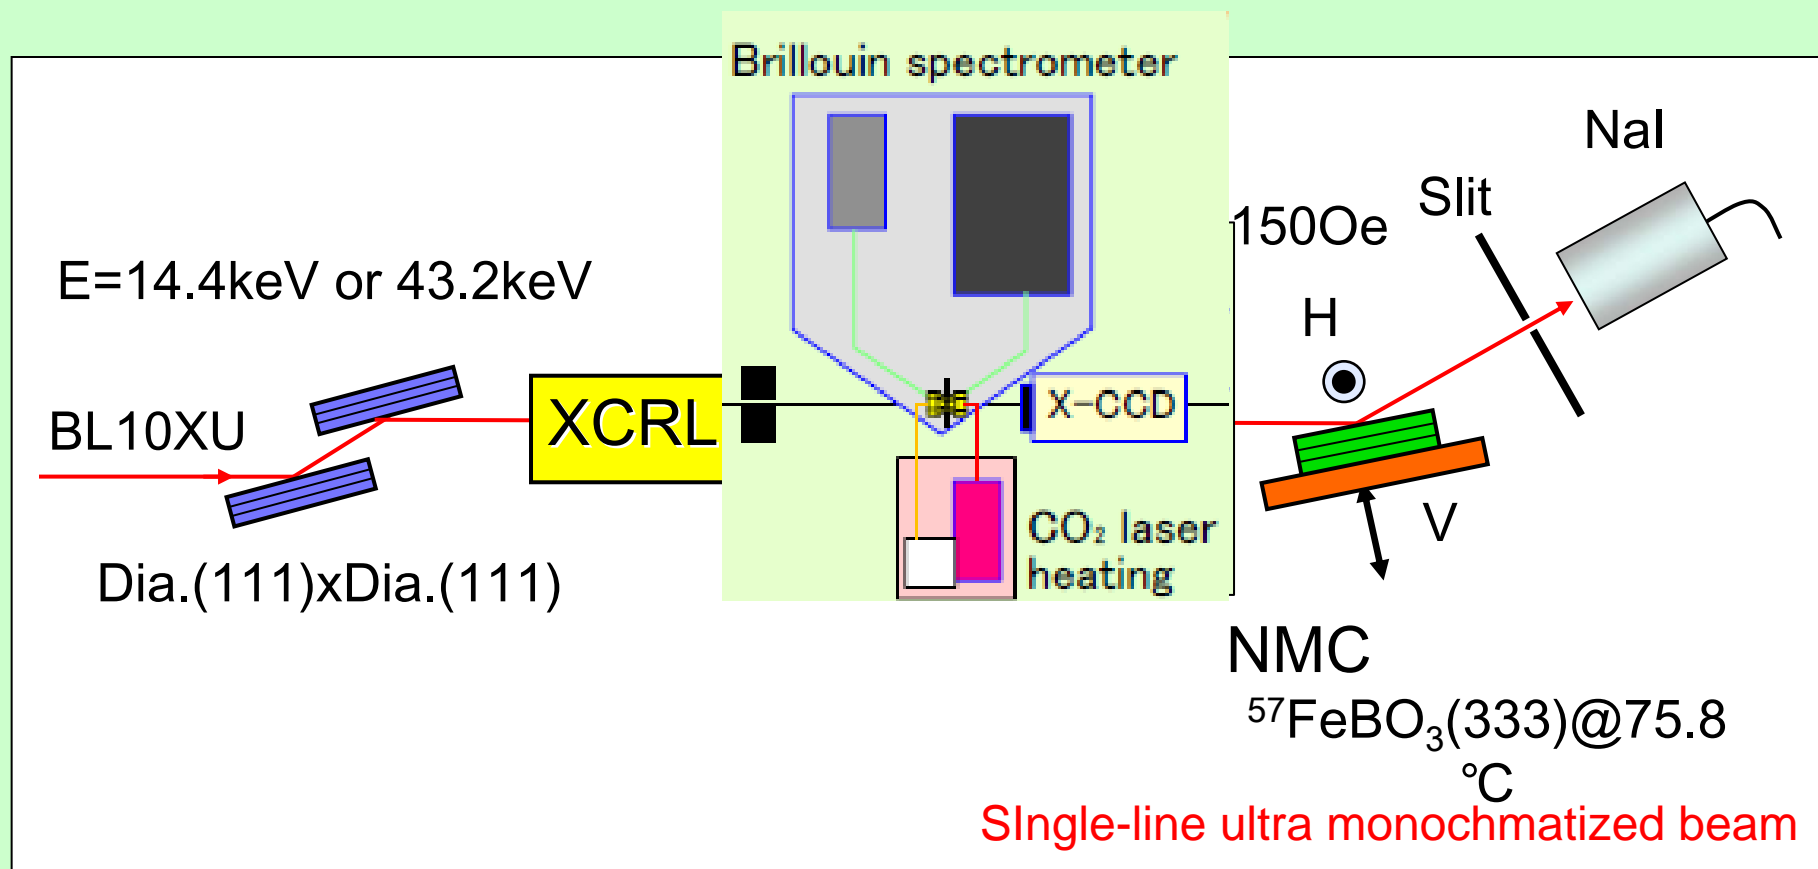 Brillouin spectrometer
NaI
Slit
150Oe
E=14.4keV or 43.2keV
H
BL10XU
XCRL
X-CCD
V
CO₂ laser
heating
Dia.(111)xDia.(111)
NMC
⁵⁷FeBO₃(333)@75.8
℃
SIngle-line ultra monochmatized beam